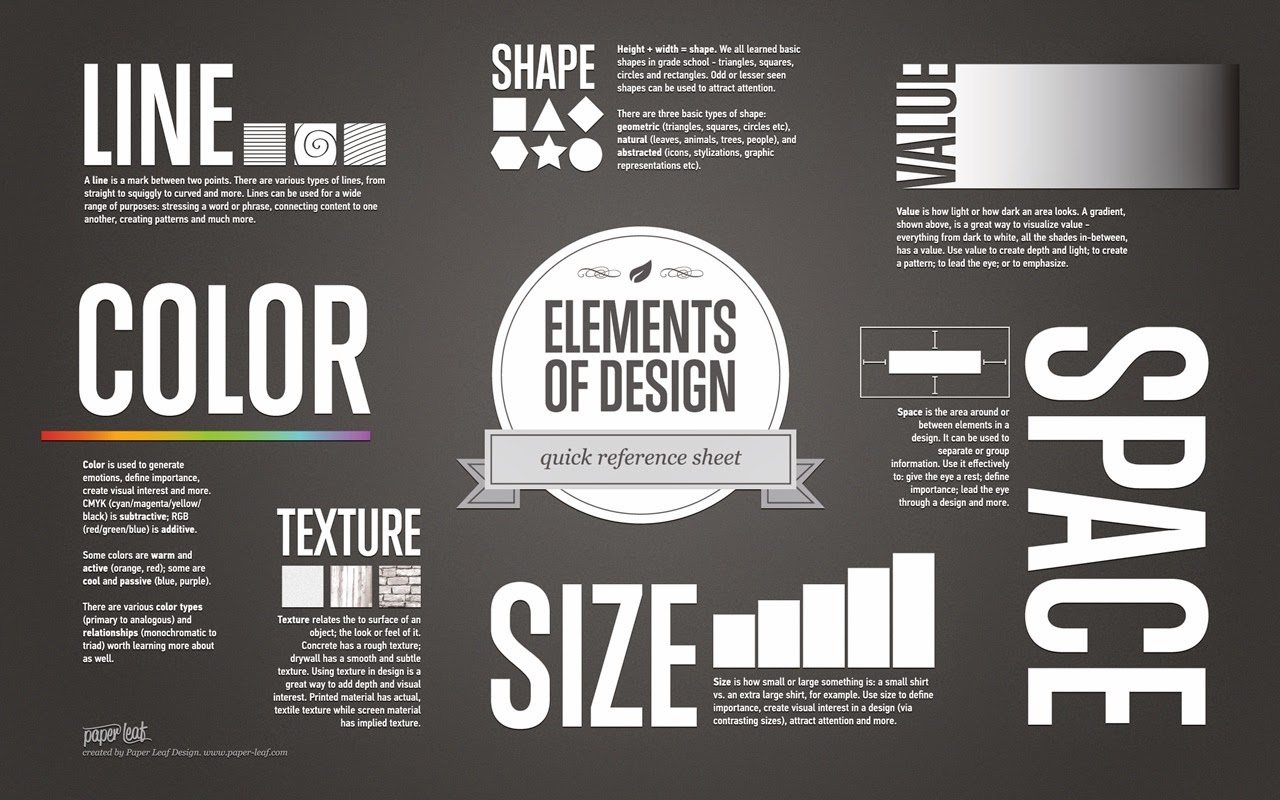 LINE
A line is a mark between two points. There are various types of lines, from
straight to squiggly to curved and more. Lines can be used for a wide
range of purposes: stressing a word or phrase, connecting content to one
another, creating patterns and much more.
SHAPE
Height + width = shape. We all learned basic
shapes in grade school - triangles, squares,
circles and rectangles. Odd or lesser seen
shapes can be used to attract attention.
There are three basic types of shape:
geometric (triangles, squares, circles etc),
natural (leaves, animals, trees, people), and
abstracted (icons, stylizations, graphic
representations etc).
VALUE
Value is how light or how dark an area looks. A gradient,
shown above, is a great way to visualize value -
everything from dark to white, all the shades in-between,
has a value. Use value to create depth and light; to create
a pattern; to lead the eye; or to emphasize.
COLOR
Color is used to generate
emotions, define importance,
create visual interest and more.
CMYK (cyan/magenta/yellow/
black) is subtractive; RGB
(red/green/blue) is additive.
Some colors are warm and
active (orange, red); some are
cool and passive (blue, purple).
There are various color types
(primary to analogous) and
relationships (monochromatic to
triad) worth learning more about
as well.
ELEMENTS
OF DESIGN
quick reference sheet
SPACE
Space is the area around or
between elements in a
design. It can be used to
separate or group
information. Use it effectively
to: give the eye a rest; define
importance; lead the eye
through a design and more.
TEXTURE
Texture relates the to surface of an
object; the look or feel of it.
Concrete has a rough texture;
drywall has a smooth and subtle
texture. Using texture in design is a
great way to add depth and visual
interest. Printed material has actual,
textile texture while screen material
has implied texture.
SIZE
Size is how small or large something is: a small shirt
vs. an extra large shirt, for example. Use size to define
importance, create visual interest in a design (via
contrasting sizes), attract attention and more.
paper leaf
created by Paper Leaf Design. www.paper-leaf.com